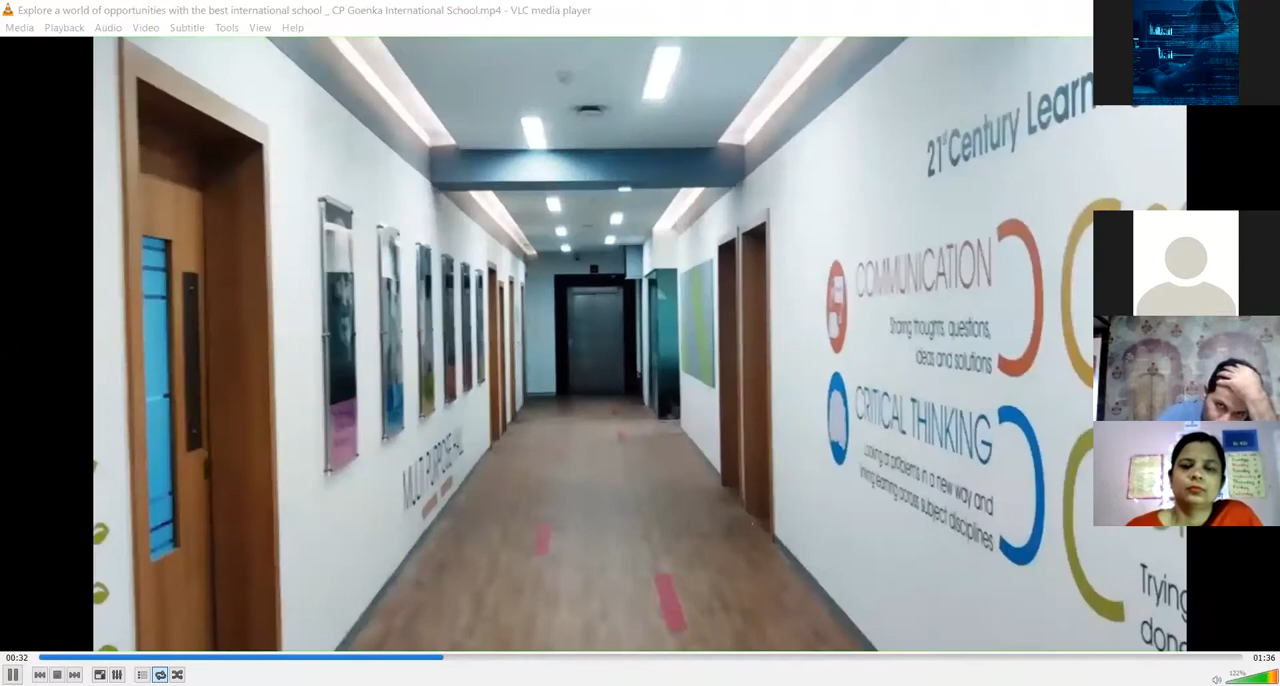 Explore a world of opportunities with the best international school _ CP Goenka International School.mp4 - VLC media player
Media Playback Audio Video Subtitle Tools View Help
21st Century Learn
COMMUNICATION
Sharing thoughts, questions,
ideas and solutions
CRITICAL THINKING
Looking at problems in a new way and
linking learning across subject disciplines
Trying
done
MULTI PURPOSE HALL
00:32
01:36
122%